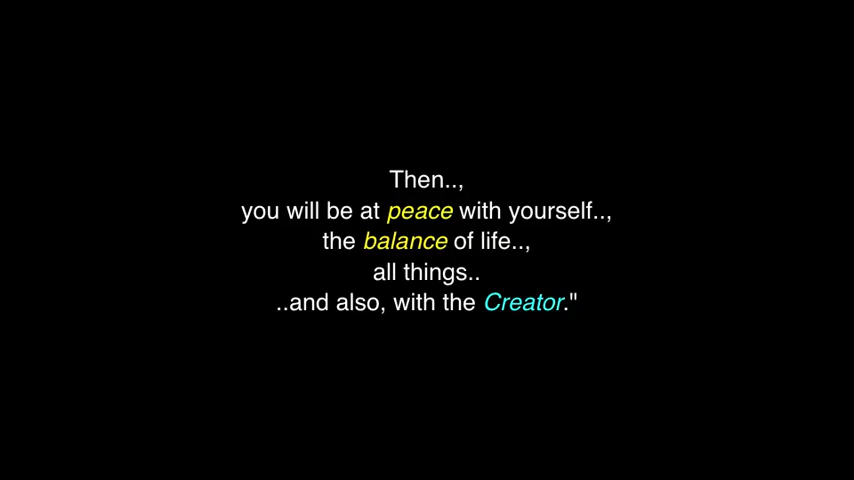 Then..,
you will be at peace with yourself..,
the balance of life..,
all things..
..and also, with the Creator."